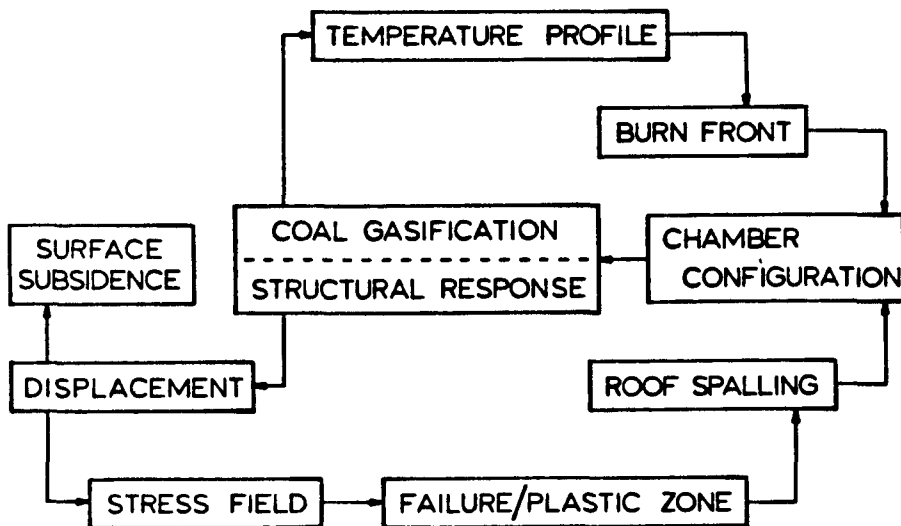 TEMPERATURE PROFILE
BURN FRONT
COAL GASIFICATION
STRUCTURAL RESPONSE
CHAMBER
CONFIGURATION
SURFACE
SUBSIDENCE
DISPLACEMENT
ROOF SPALLING
STRESS FIELD
FAILURE/PLASTIC ZONE